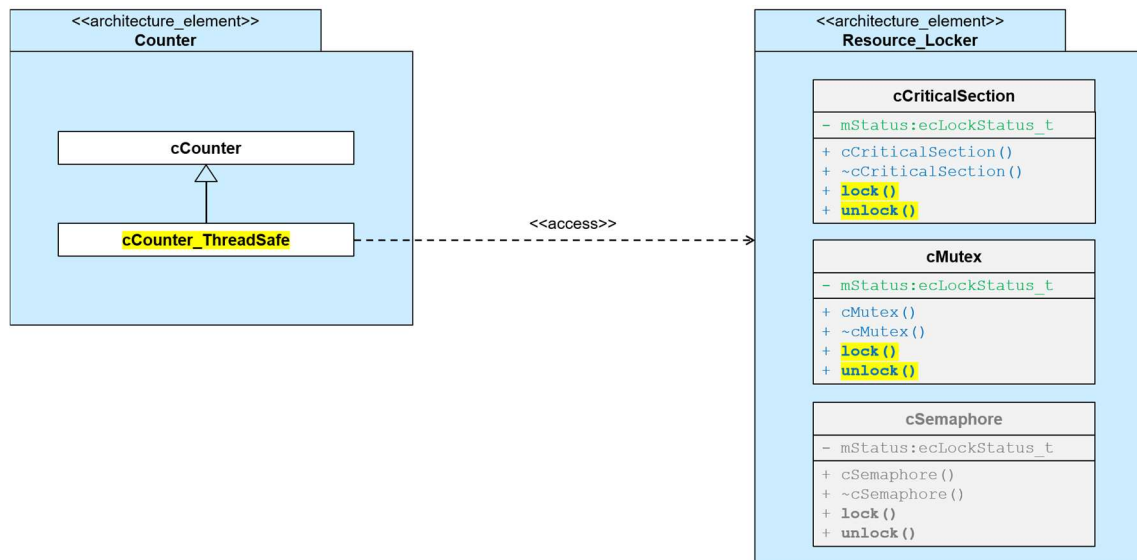 <<architecture_element>>
Counter
cCounter
cCounter_ThreadSafe
<<access>>
<<architecture_element>>
Resource_Locker
cCriticalSection
- mStatus:ecLockStatus_t
+ cCriticalSection()
+ ~cCriticalSection()
+ lock()
+ unlock()
cMutex
- mStatus:ecLockStatus_t
+ cMutex()
+ ~cMutex()
+ lock()
+ unlock()
cSemaphore
- mStatus:ecLockStatus_t
+ cSemaphore()
+ ~cSemaphore()
+ lock()
+ unlock()